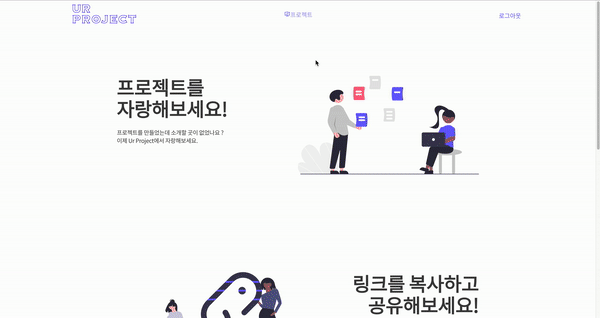 UR
PROJECT
프로젝트
로그아웃
프로젝트를
자랑해보세요!
프로젝트를 만들었는데 소개할 곳이 없었나요 ?
이제 Ur Project에서 자랑해보세요.
링크를 복사하고
공유해보세요!